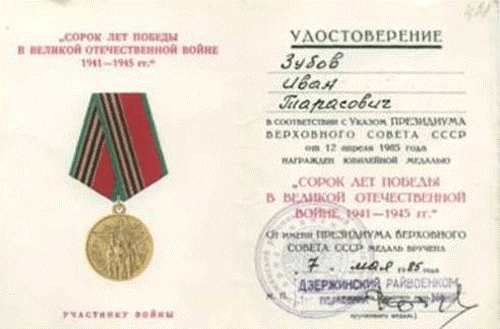 „СОРОК ЛЕТ ПОБЕДЫ
В ВЕЛИКОЙ ОТЕЧЕСТВЕННОЙ ВОЙНЕ
1941—1945 гг.“
УЧАСТНИКУ ВОЙНЫ
УДОСТОВЕРЕНИЕ
Зубов
Иван
Тарасович
В СООТВЕТСТВИИ С УКАЗОМ ПРЕЗИДИУМА
ВЕРХОВНОГО СОВЕТА СССР
от 12 апреля 1985 года
НАГРАЖДЕН ЮБИЛЕЙНОЙ МЕДАЛЬЮ
„СОРОК ЛЕТ ПОБЕДЫ
В ВЕЛИКОЙ ОТЕЧЕСТВЕННОЙ
ВОЙНЕ 1941—1945 гг.“
От имени ПРЕЗИДИУМА ВЕРХОВНОГО
СОВЕТА СССР МЕДАЛЬ ВРУЧЕНА
7 мая 1985 года
ДЗЕРЖИНСКИЙ РАЙВОЕНКОМ
М. П.
вручившего медаль)